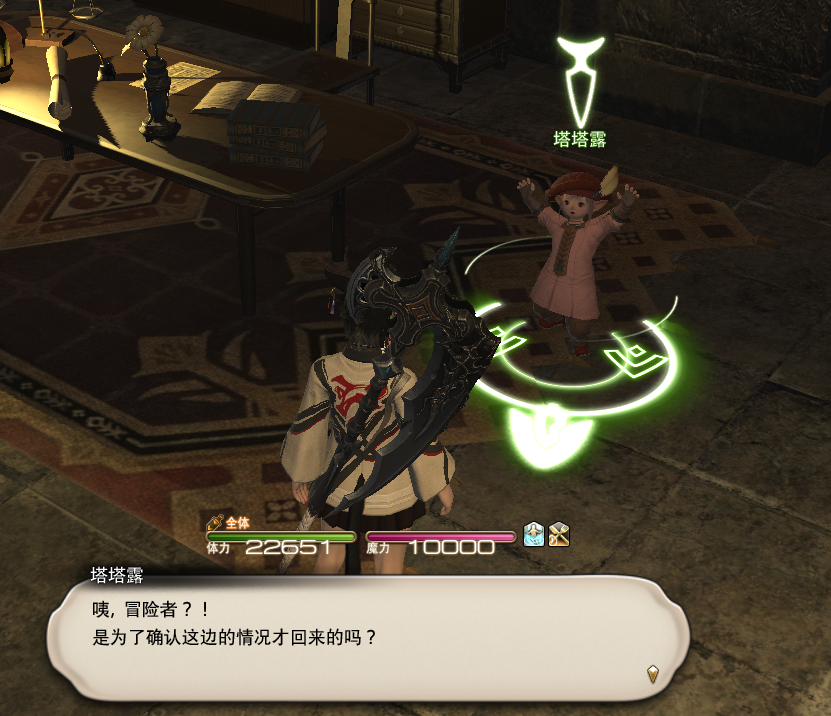 塔塔露
全体
体力 22651 魔力 10000
塔塔露
咦，冒险者？！
是为了确认这边的情况才回来的吗？